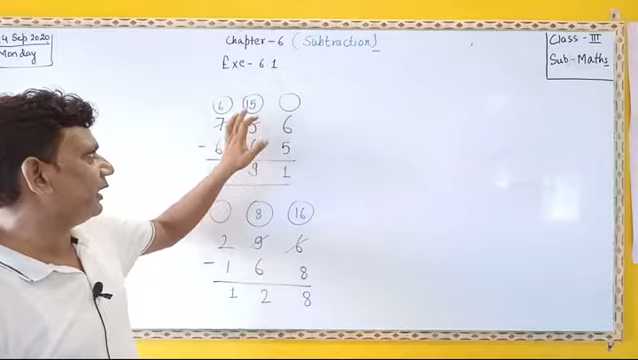 4 Sep 2020
Monday
Chapter-6 (Subtraction)
Exe-6.1
Class-III
Sub-Maths
6 15
7 5 6
- 6 5
9 1
8 16
2 9 6
- 1 6 8
1 2 8